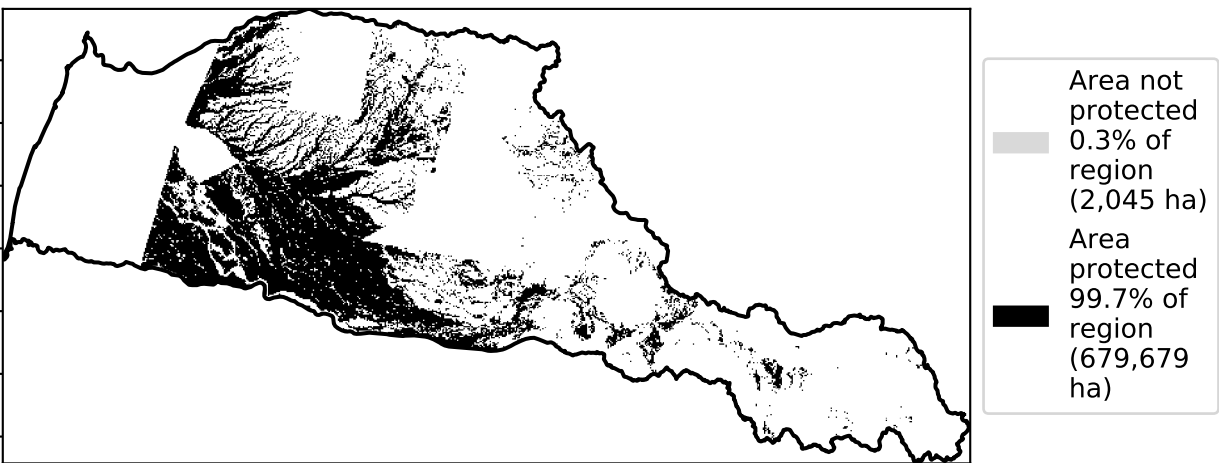 Area not
protected
0.3% of
region
(2,045 ha)
Area
protected
99.7% of
region
(679,679
ha)